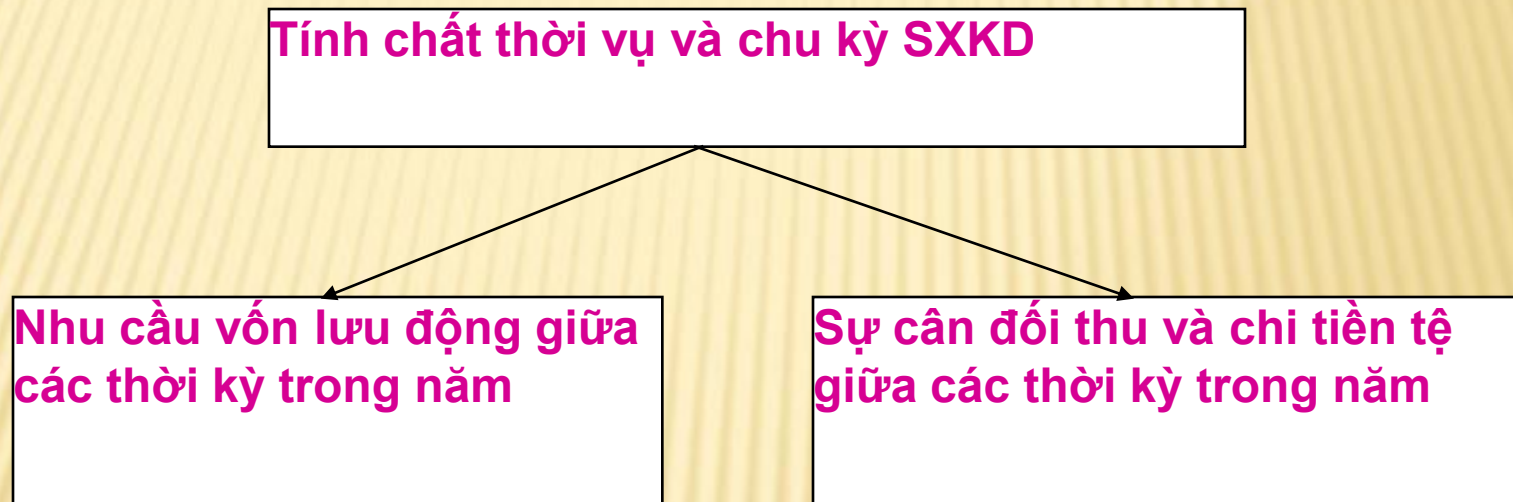 Tính chất thời vụ và chu kỳ SXKD
Nhu cầu vốn lưu động giữa
các thời kỳ trong năm
Sự cân đối thu và chi tiền tệ
giữa các thời kỳ trong năm